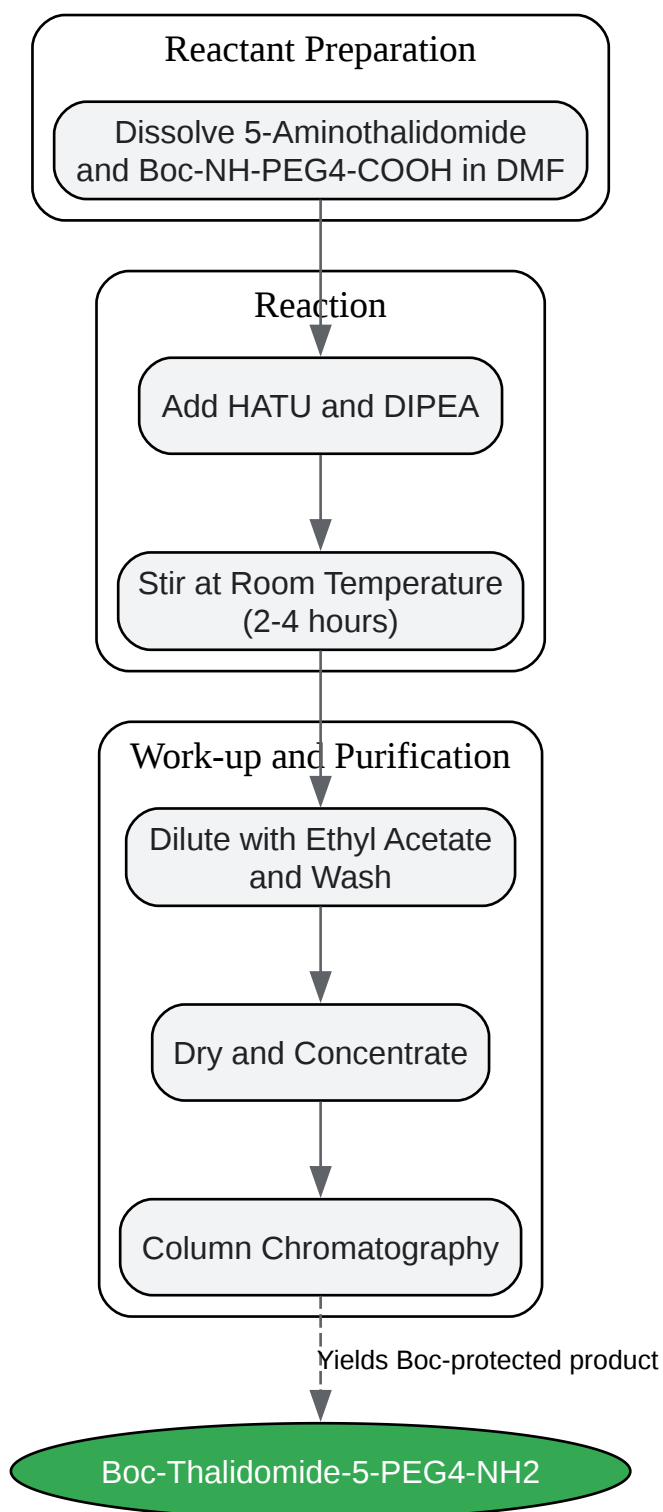 Reactant Preparation
Dissolve 5-Aminothalidomide
and Boc-NH-PEG4-COOH in DMF
Reaction
Add HATU and DIPEA
Stir at Room Temperature
(2-4 hours)
Work-up and Purification
Dilute with Ethyl Acetate
and Wash
Dry and Concentrate
Column Chromatography
Yields Boc-protected product
Boc-Thalidomide-5-PEG4-NH2